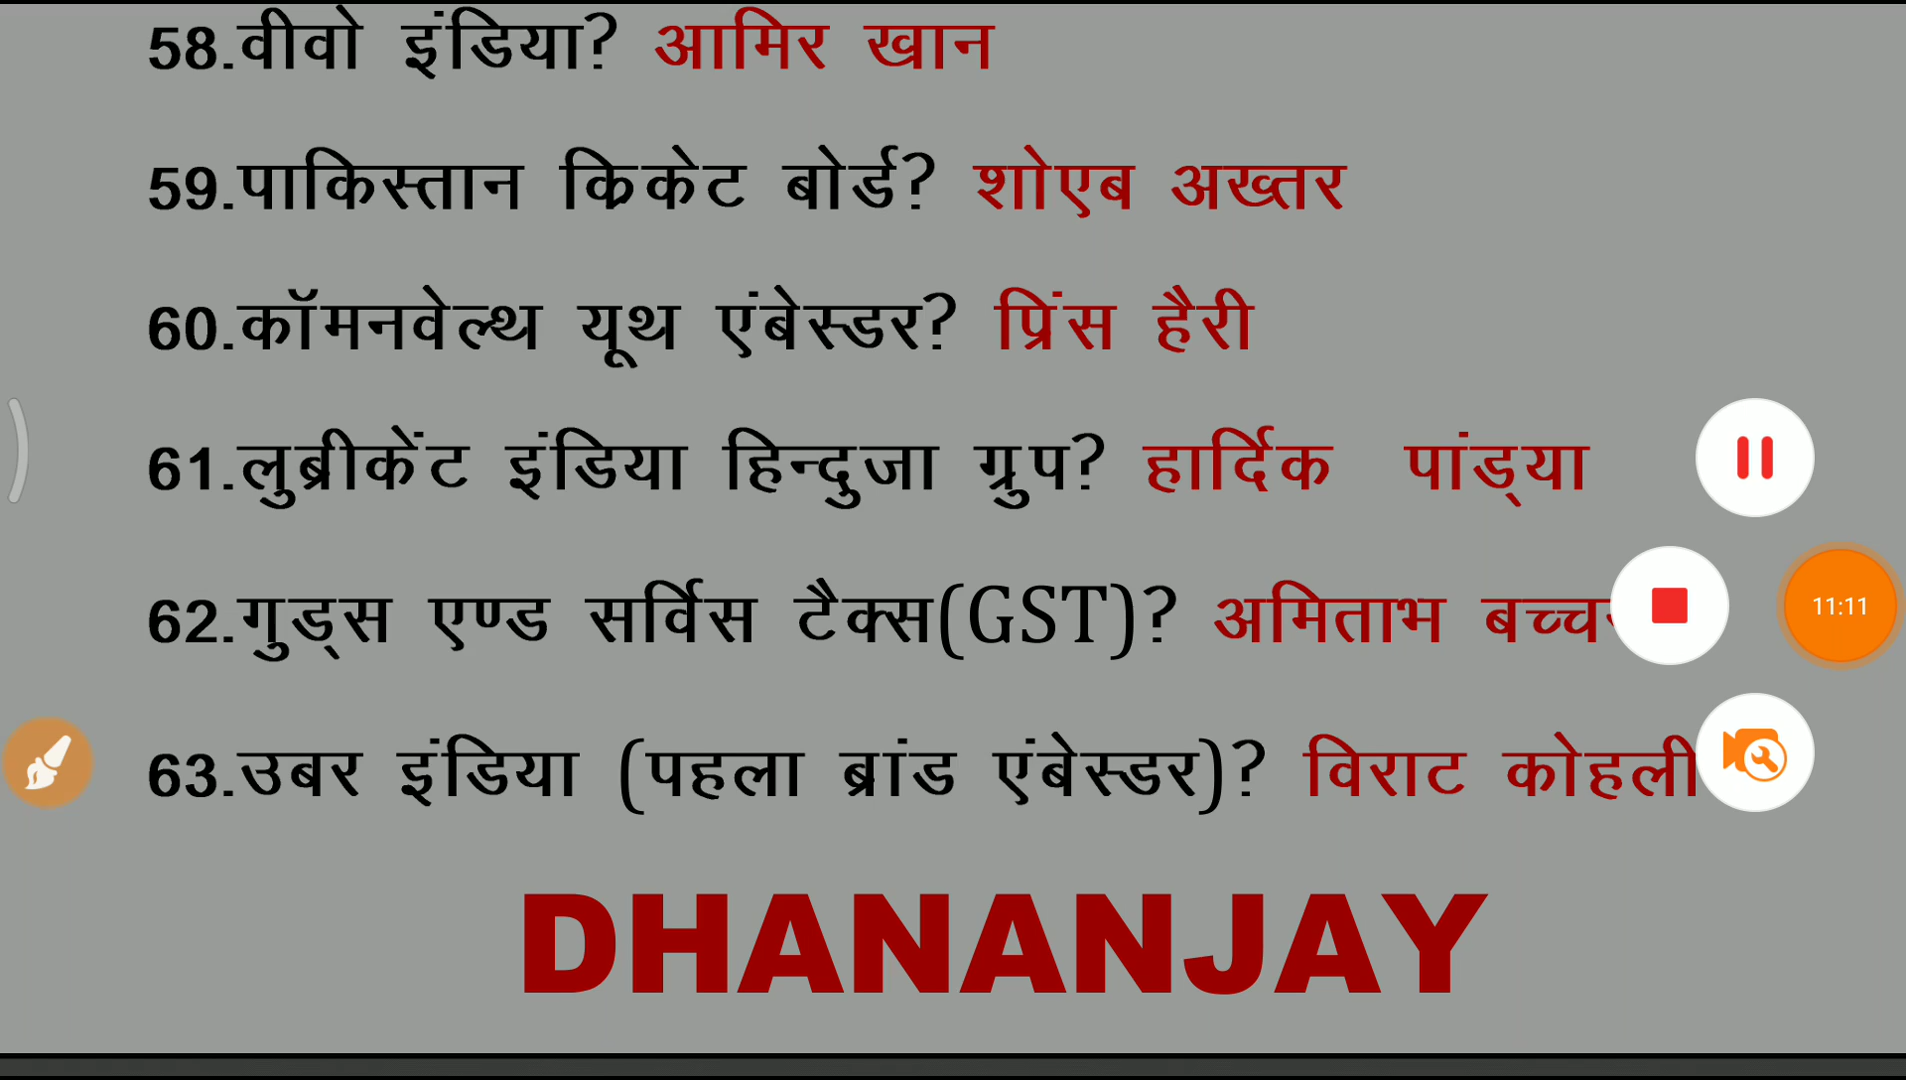 58.वीवो इंडिया? आमिर खान
59.पाकिस्तान क्रिकेट बोर्ड? शोएब अख्तर
60.कॉमनवेल्थ यूथ एंबेस्डर? प्रिंस हैरी
61.लुब्रीकेंट इंडिया हिन्दुजा ग्रुप? हार्दिक पांड्या
62.गुड्स एण्ड सर्विस टैक्स(GST)? अमिताभ
11:11
63.उबर इंडिया (पहला ब्रांड एंबेस्डर)? विराट कोहली
DHANANJAY